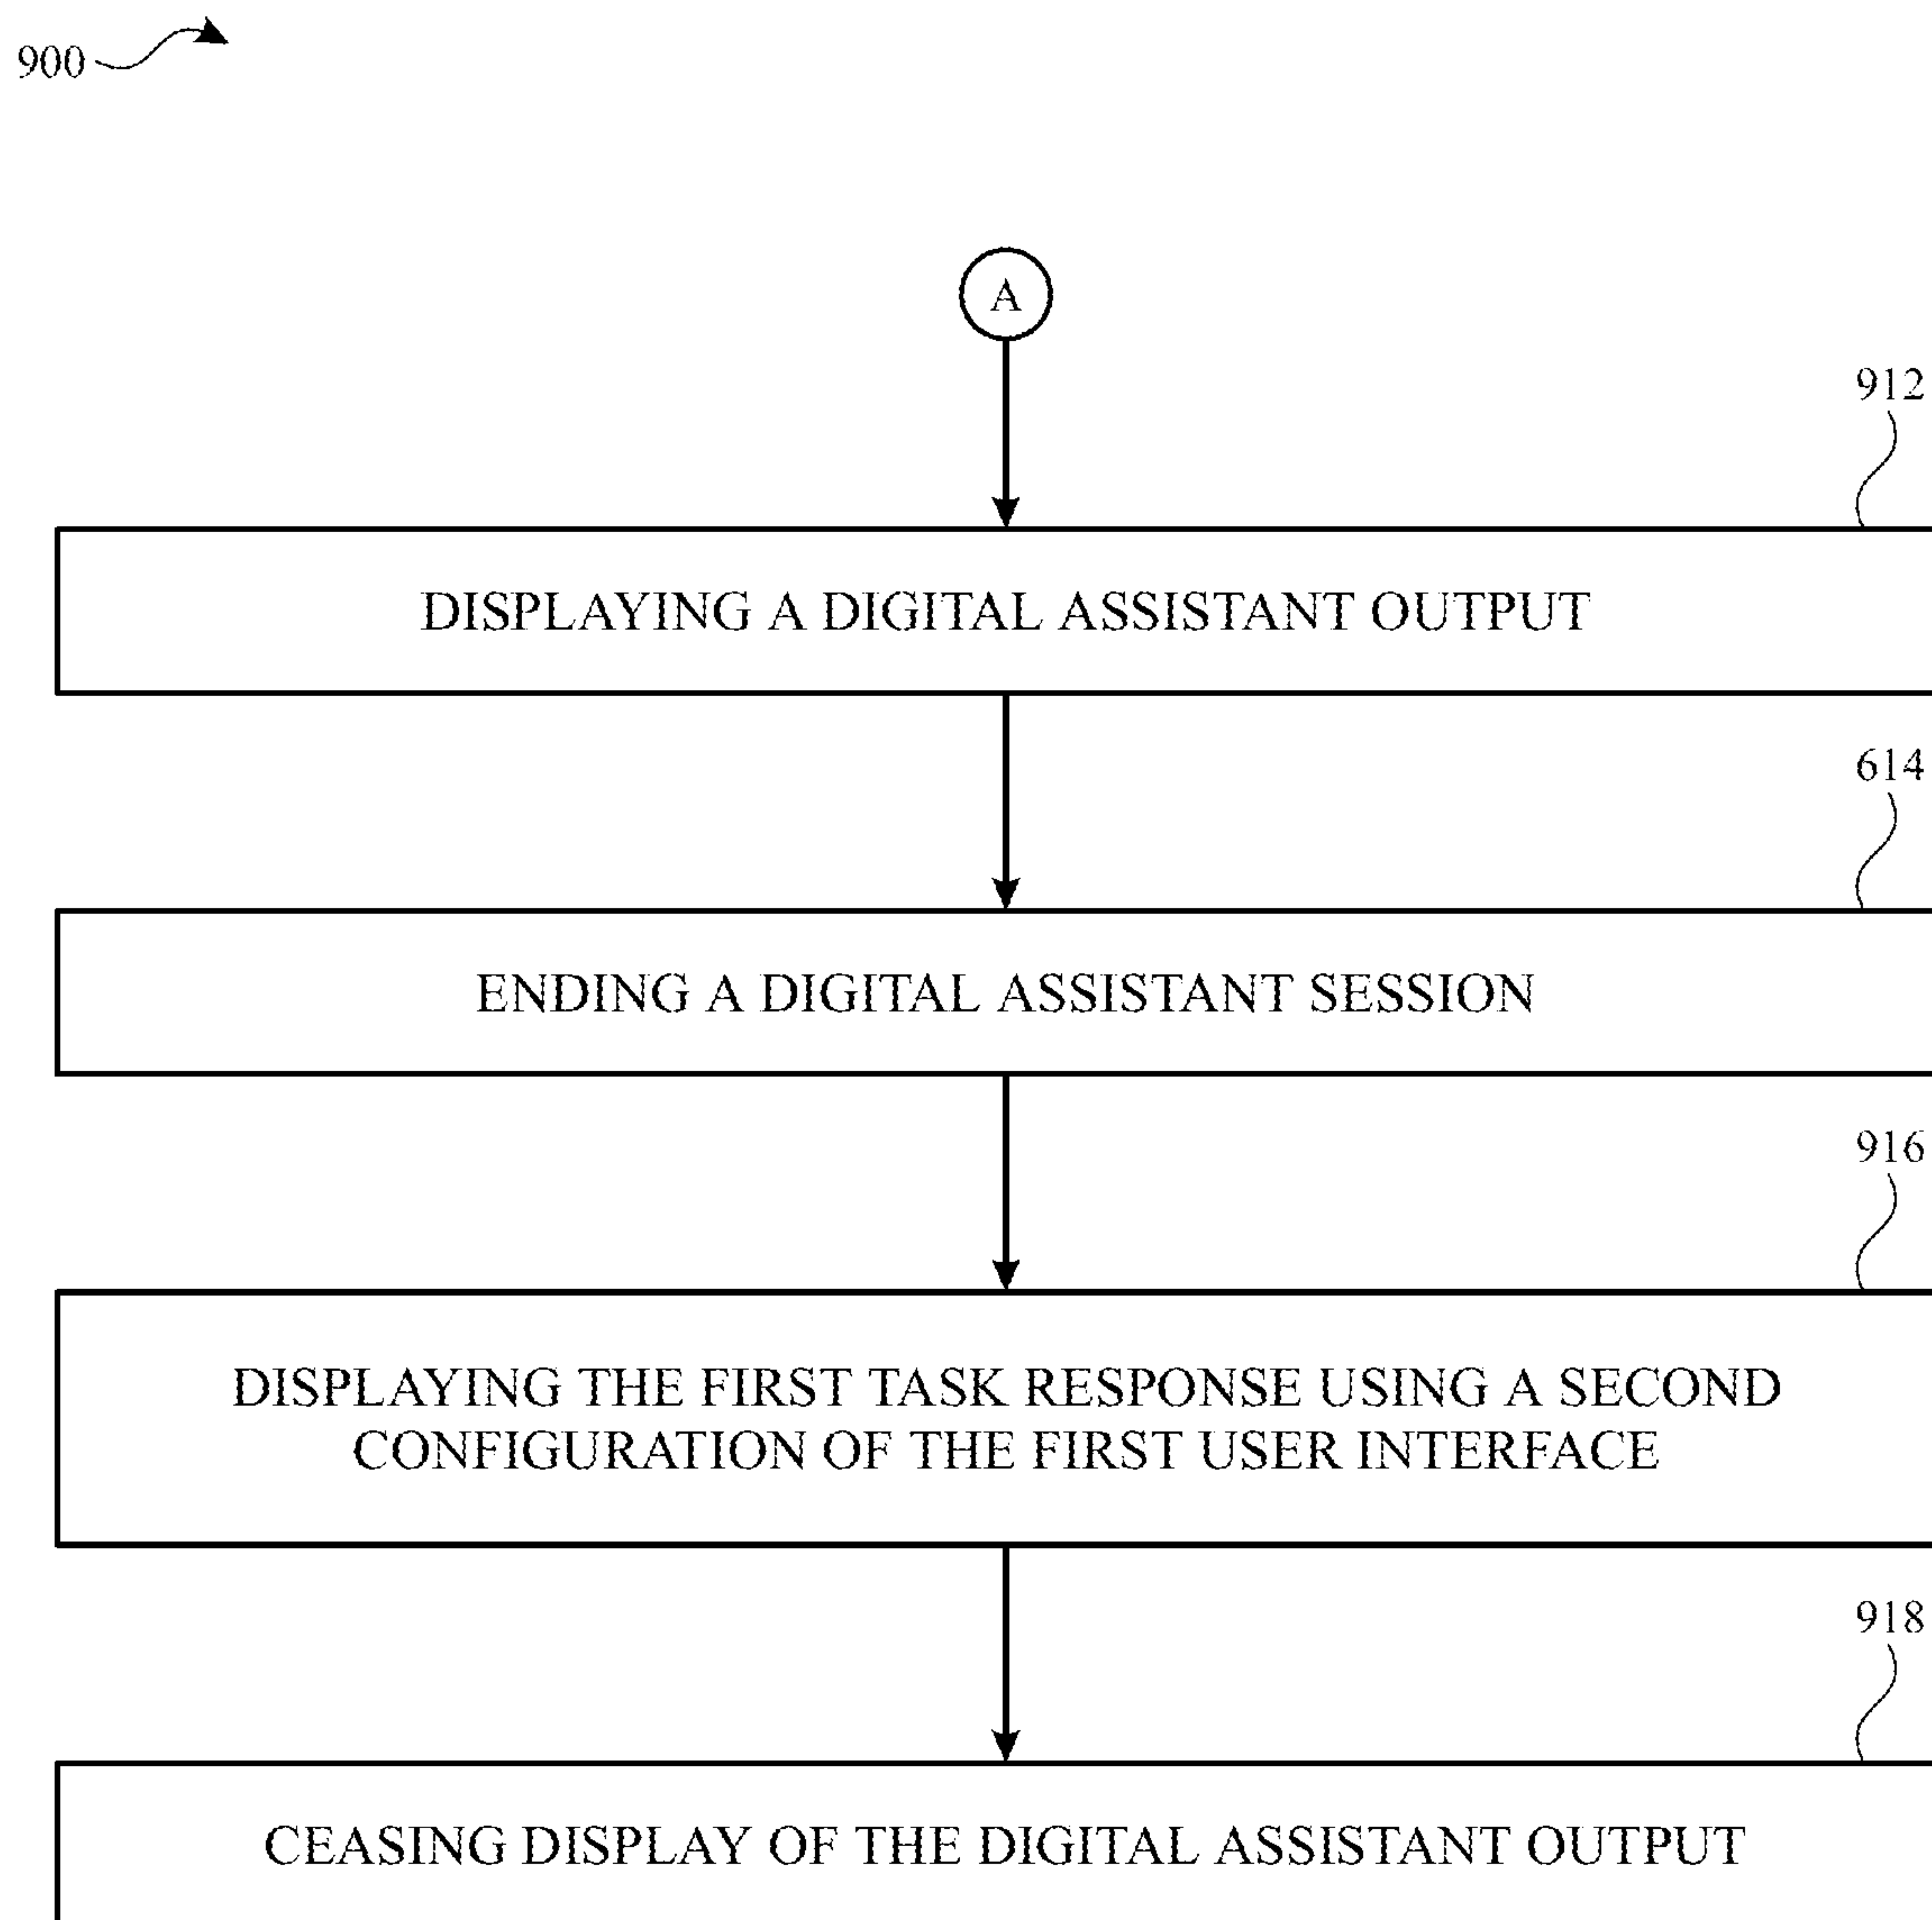 900
A
912
DISPLAYING A DIGITAL ASSISTANT OUTPUT
614
ENDING A DIGITAL ASSISTANT SESSION
916
DISPLAYING THE FIRST TASK RESPONSE USING A SECOND
CONFIGURATION OF THE FIRST USER INTERFACE
918
CEASING DISPLAY OF THE DIGITAL ASSISTANT OUTPUT